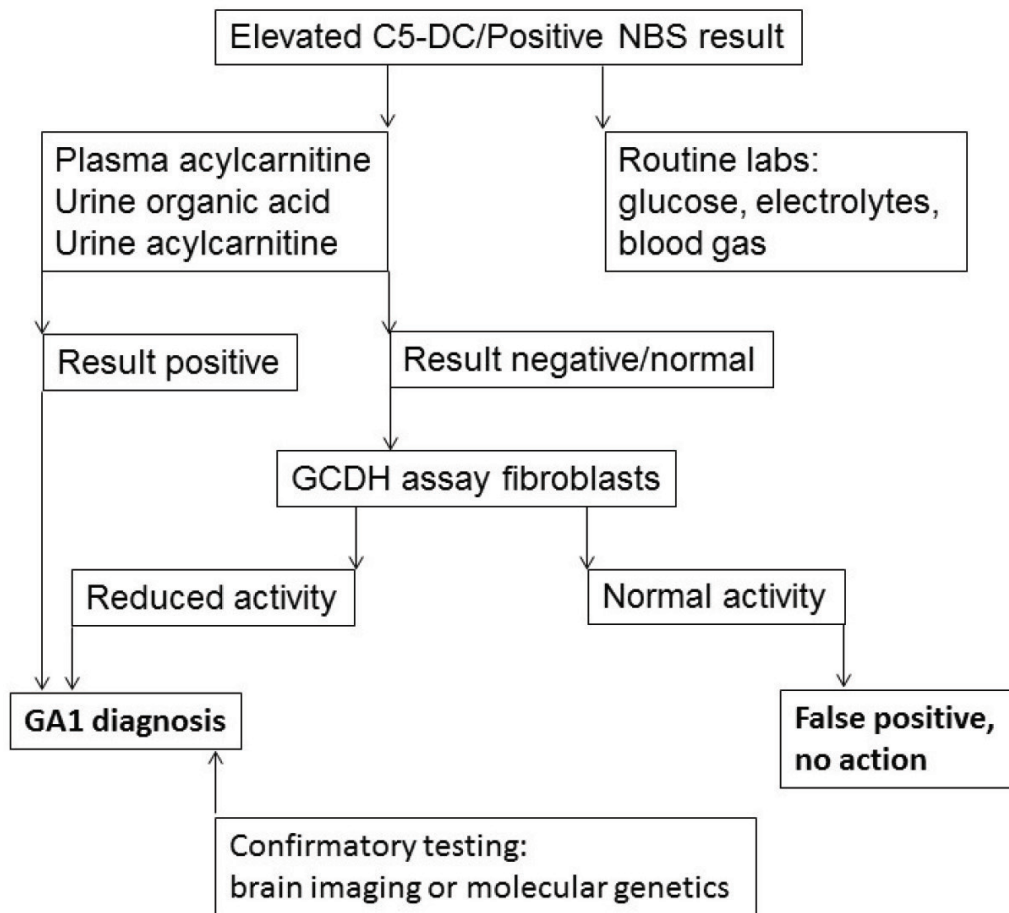 Elevated C5-DC/Positive NBS result
Plasma acylcarnitine
Urine organic acid
Urine acylcarnitine
Routine labs:
glucose, electrolytes,
blood gas
Result positive
Result negative/normal
GCDH assay fibroblasts
Reduced activity
Normal activity
GA1 diagnosis
False positive,
no action
Confirmatory testing:
brain imaging or molecular genetics